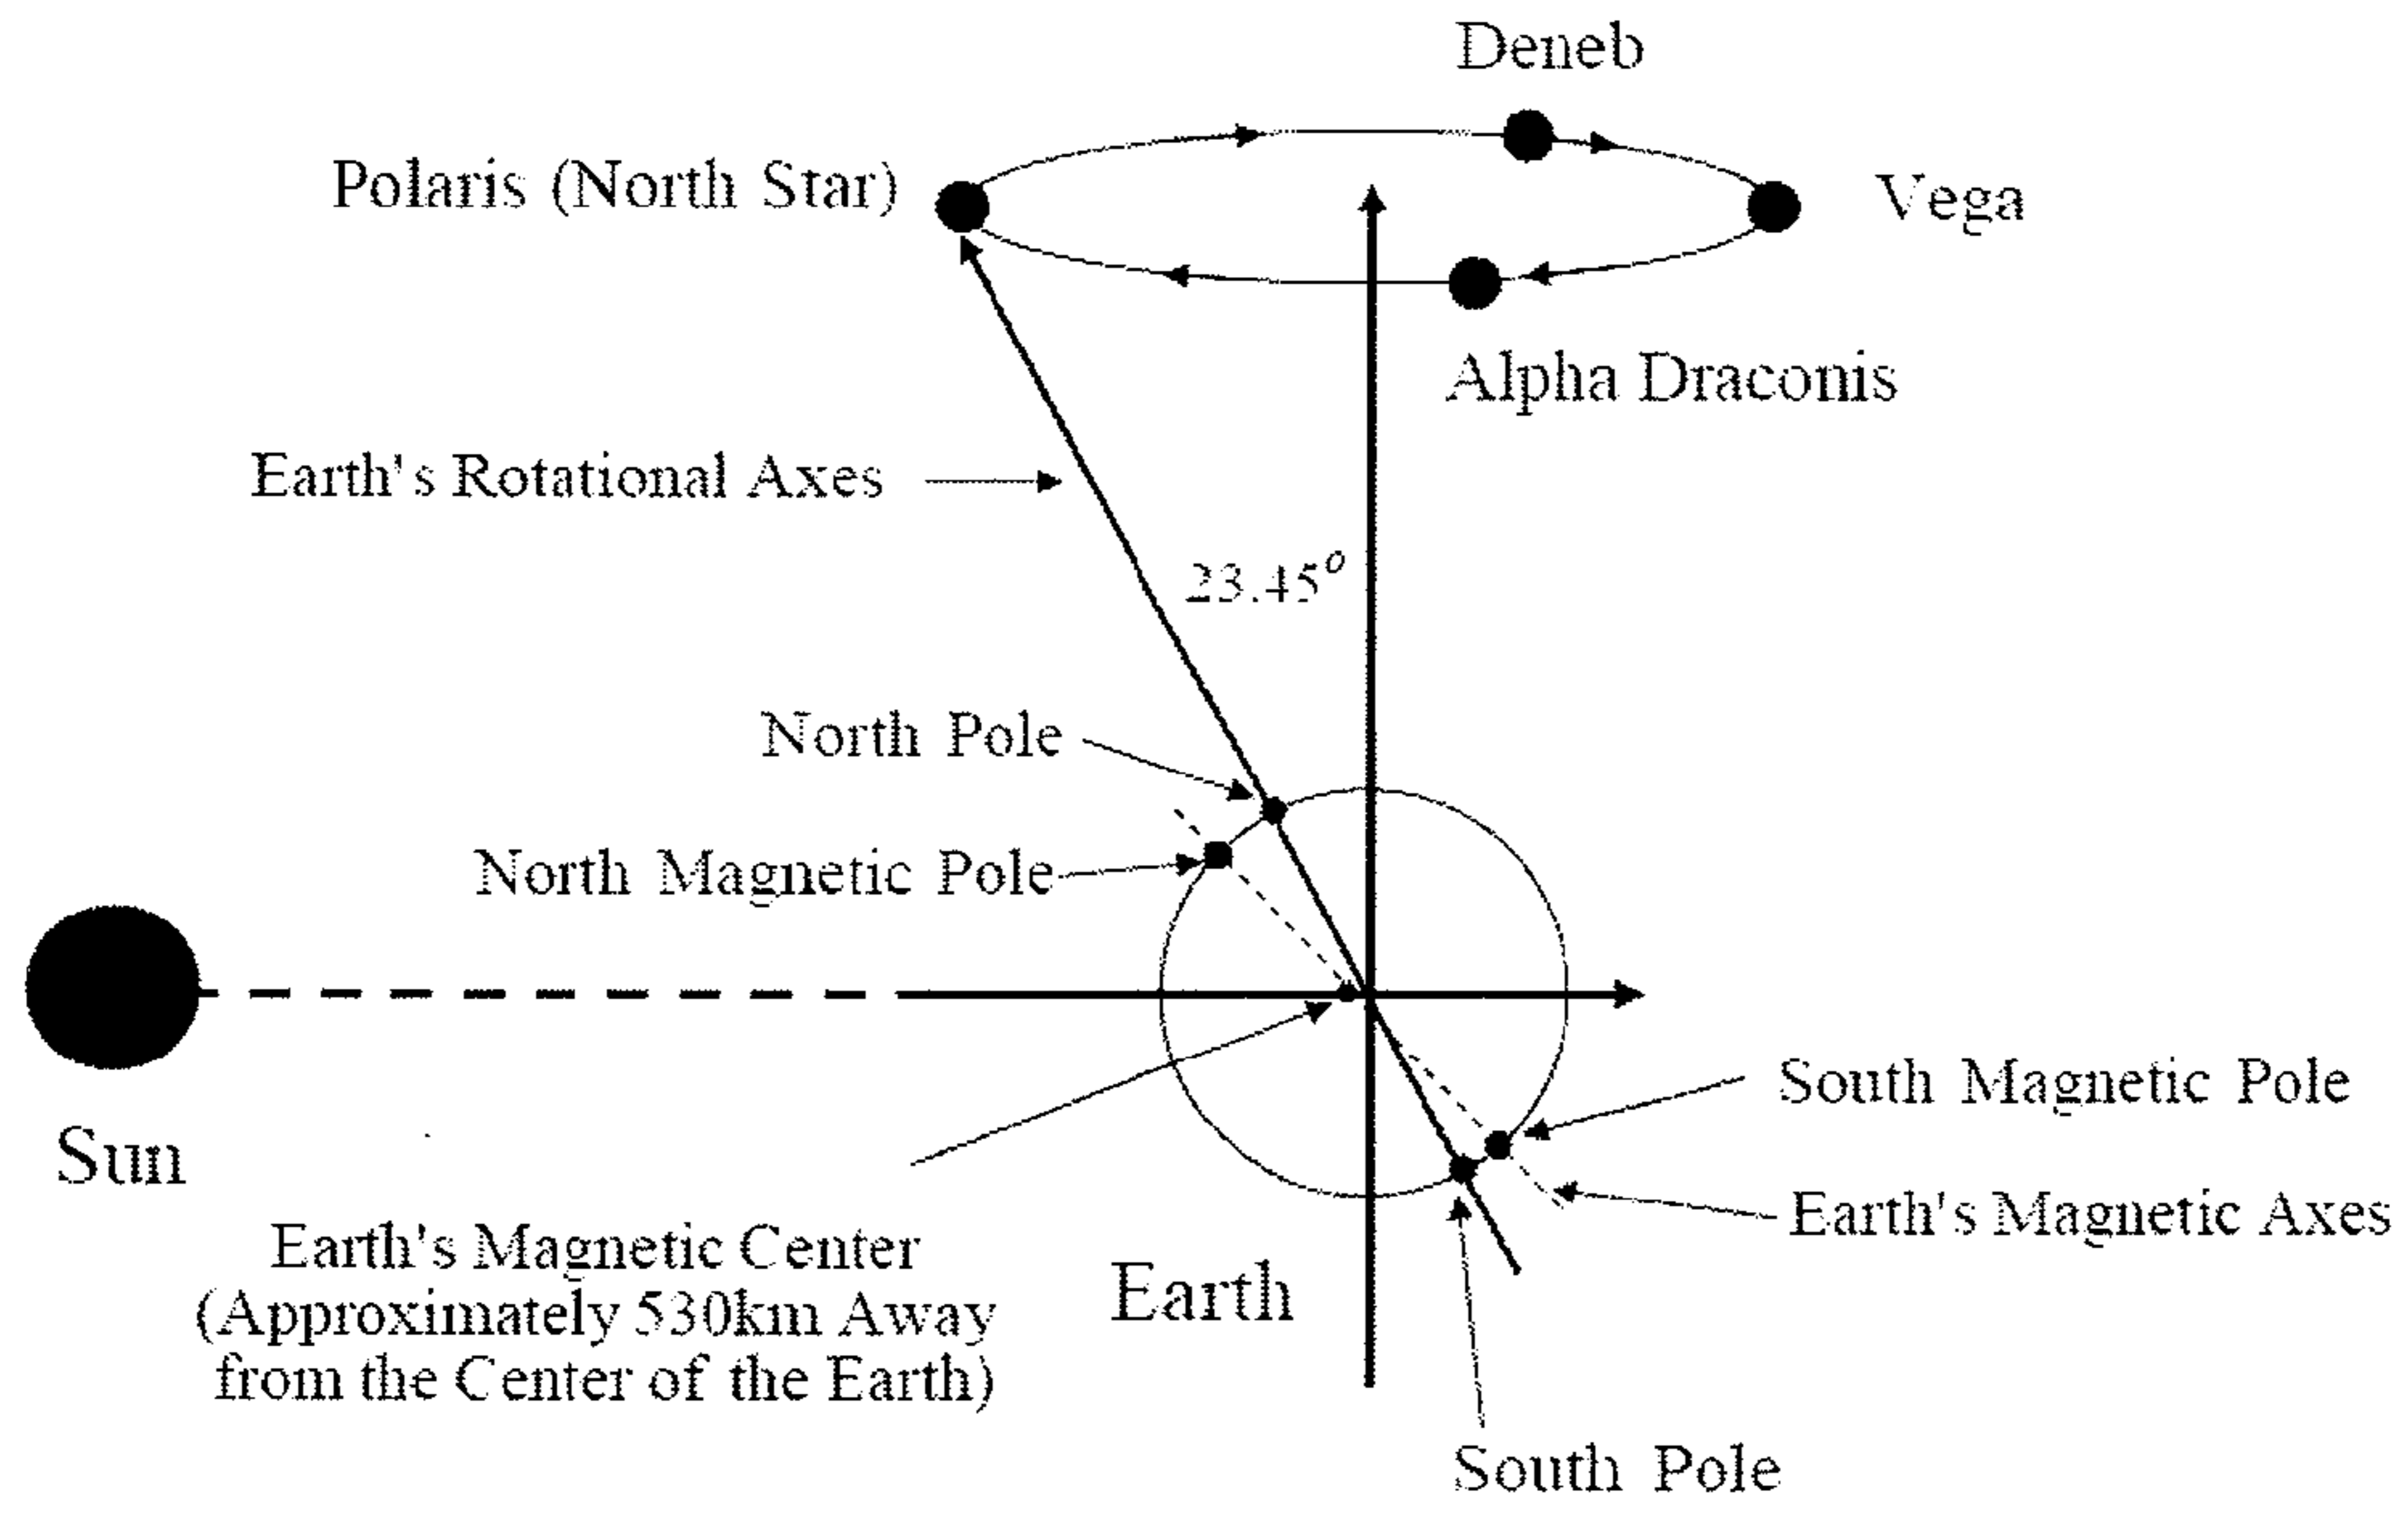 Deneb
Polaris (North Star)
Vega
Alpha Draconis
Earth's Rotational Axes
23.45°
North Pole
North Magnetic Pole
South Magnetic Pole
Sun
Earth's Magnetic Axes
Earth's Magnetic Center
(Approximately 530km Away
from the Center of the Earth)
Earth
South Pole